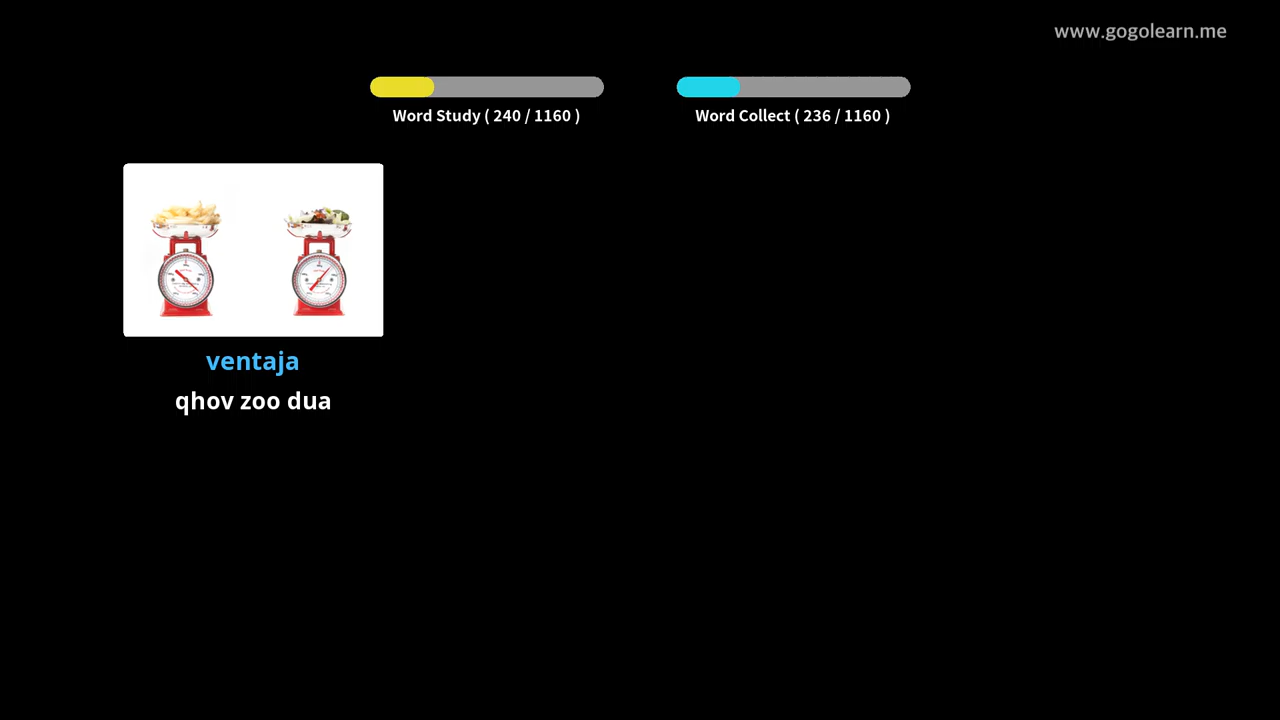 www.gogolearn.me
Word Study ( 240 / 1160 )
Word Collect ( 236 / 1160 )
ventaja
qhov zoo dua